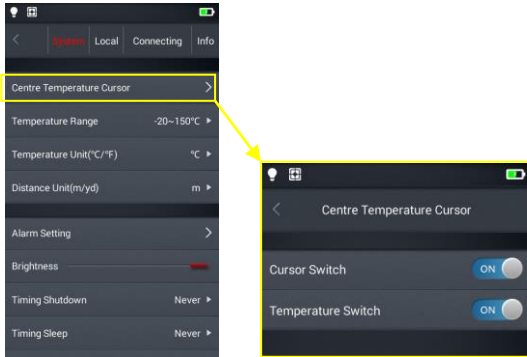 System Local Connecting Info
Centre Temperature Cursor
Temperature Range -20~150°C
Temperature Unit(°C/°F) °C
Distance Unit(m/yd) m
Alarm Setting
Brightness
Timing Shutdown Never
Timing Sleep Never
Centre Temperature Cursor
Cursor Switch ON
Temperature Switch ON